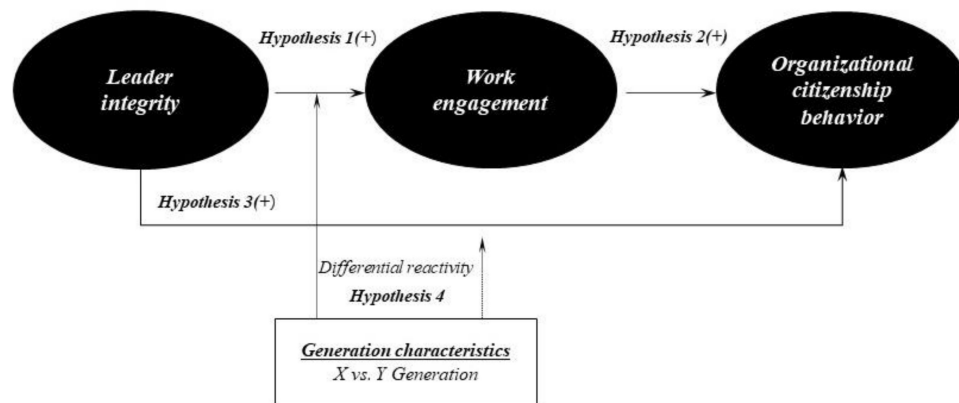 Hypothesis 1(+)
Hypothesis 2(+)
Leader
integrity
Work
engagement
Organizational
citizenship
behavior
Hypothesis 3(+)
Differential reactivity
Hypothesis 4
Generation characteristics
X vs. Y Generation